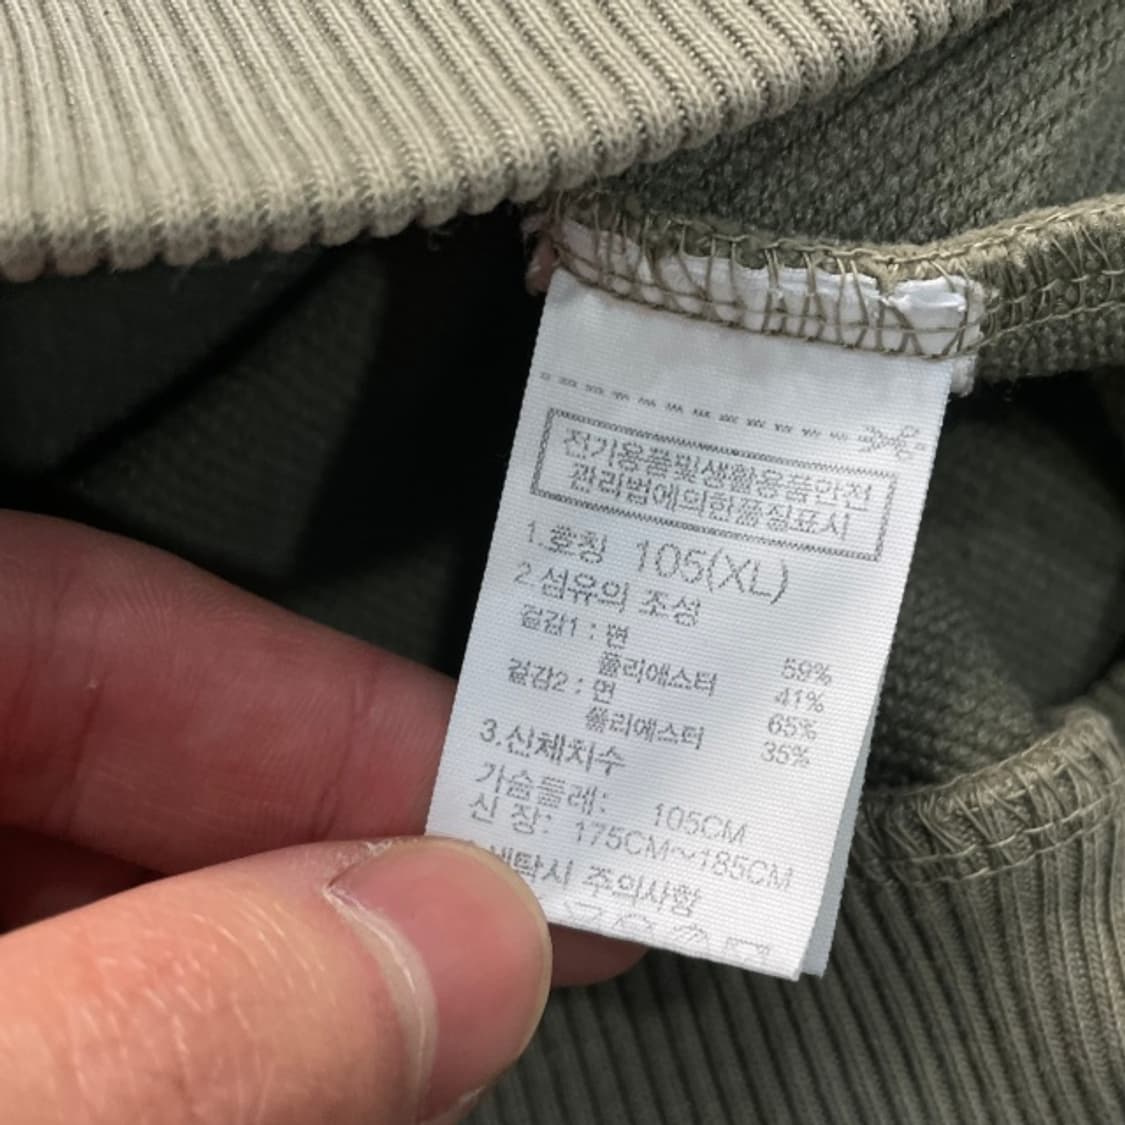 전기용품및생활용품안전
관리법에의한품질표시
1.호칭 105(XL)
2.섬유의 조성
겉감1 : 면 59%
폴리에스터 41%
겉감2 : 면 65%
폴리에스터 35%
3.신체치수
가슴둘레: 105CM
신 장: 175CM~185CM
세탁시 주의사항